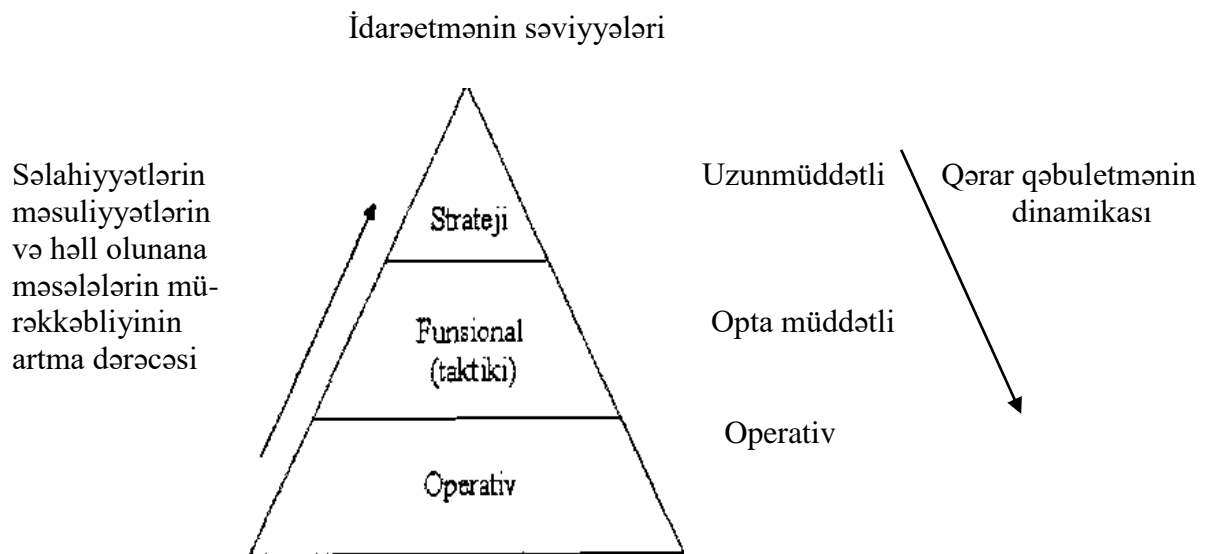 İdarəetmənin səviyyələri
Səlahiyyətlərin
məsuliyyətlərin
və həll olunana
məsələlərin mü-
rəkkəbliyinin
artma dərəcəsi
Strateji
Funsional
(taktiki)
Operativ
Uzunmüddətli
Opta müddətli
Operativ
Qərar qəbuletmənin
dinamikası